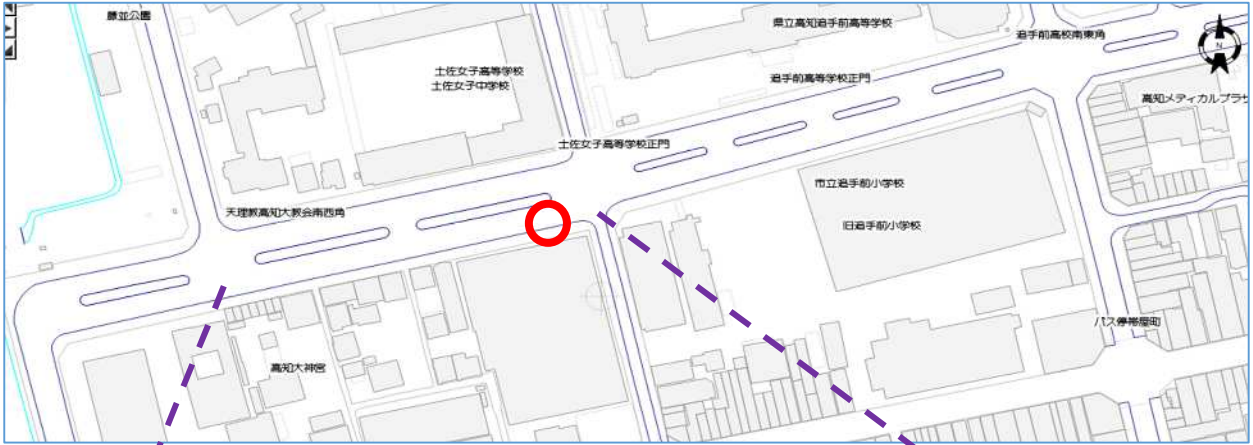 藤並公園
県立高知追手前高等学校
追手前高校南東角
N
土佐女子高等学校
土佐女子中学校
追手前高等学校正門
高知メディカルプラザ
土佐女子高等学校正門
市立追手前小学校
天理教高知大教会南西角
旧追手前小学校
バス停帯屋町
高知大神宮